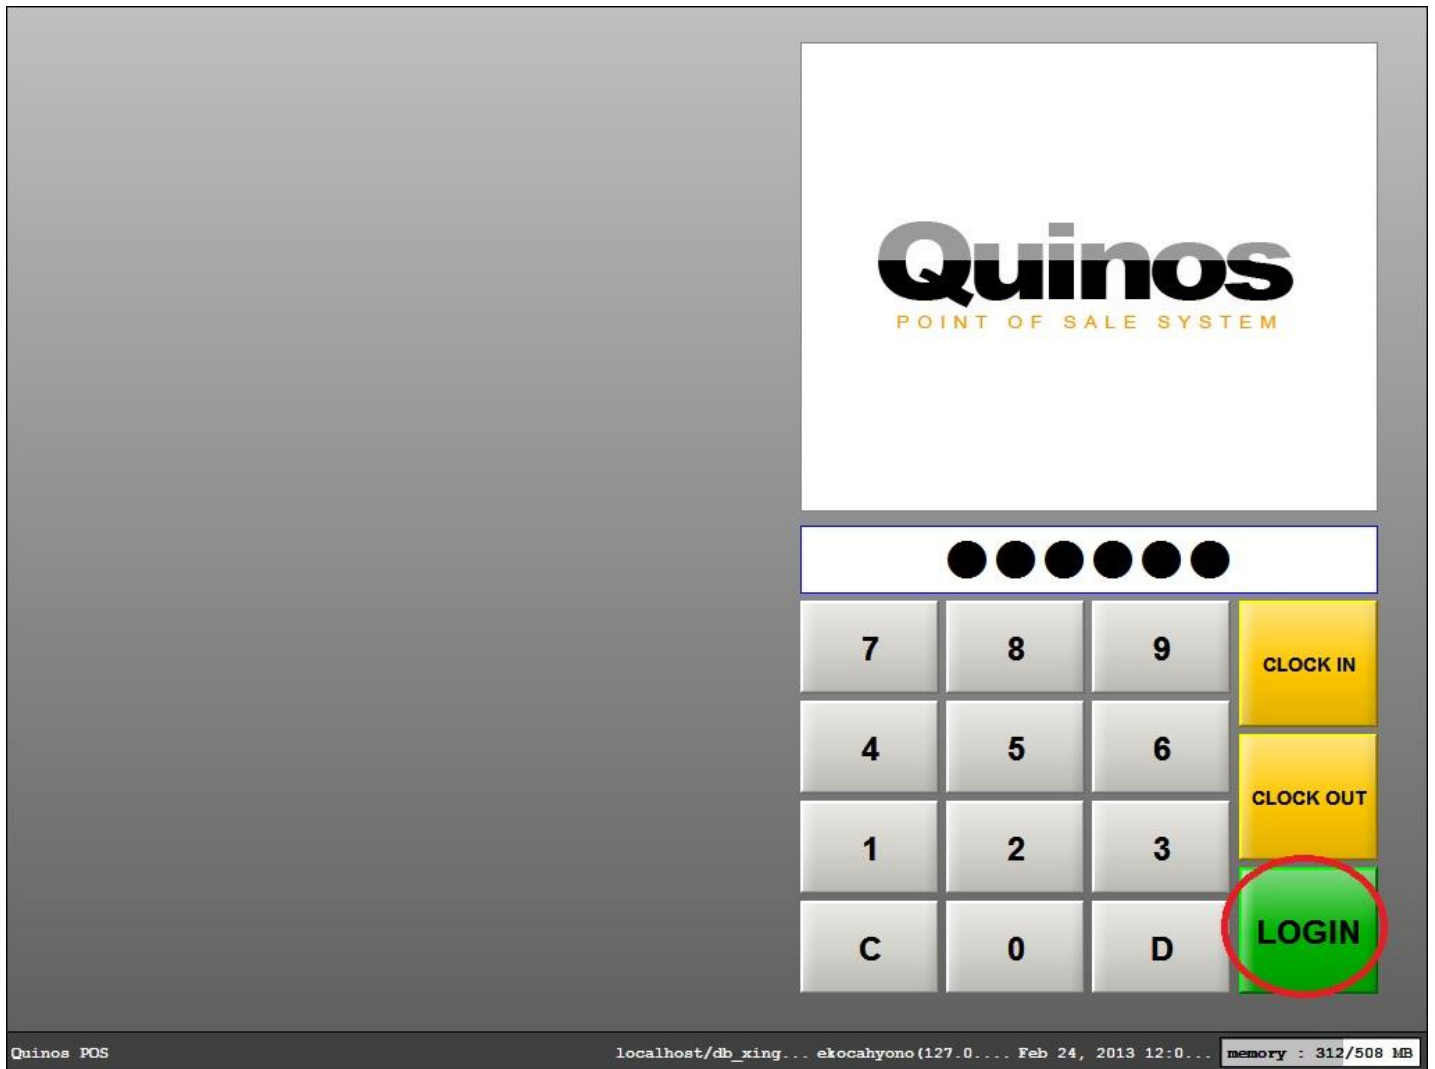 Quinos
POINT OF SALE SYSTEM
7 8 9 CLOCK IN
4 5 6
CLOCK OUT
1 2 3
C 0 D LOGIN
Quinos POS localhost/db_xing... ekocahyono(127.0.... Feb 24, 2013 12:0... memory : 312/508 MB